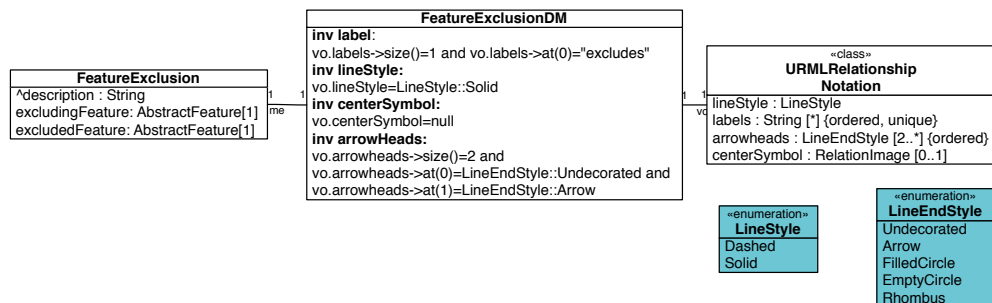 FeatureExclusion
^description : String
excludingFeature: AbstractFeature[1]
excludedFeature: AbstractFeature[1]
1
me
1
FeatureExclusionDM
inv label:
vo.labels->size()=1 and vo.labels->at(0)="excludes"
inv lineStyle:
vo.lineStyle=LineStyle::Solid
inv centerSymbol:
vo.centerSymbol=null
inv arrowHeads:
vo.arrowheads->size()=2 and
vo.arrowheads->at(0)=LineEndStyle::Undecorated and
vo.arrowheads->at(1)=LineEndStyle::Arrow
1
1
vo
«class»
URMLRelationship
Notation
lineStyle : LineStyle
labels : String [*] {ordered, unique}
arrowheads : LineEndStyle [2..*] {ordered}
centerSymbol : RelationImage [0..1]
«enumeration»
LineStyle
Dashed
Solid
«enumeration»
LineEndStyle
Undecorated
Arrow
FilledCircle
EmptyCircle
Rhombus